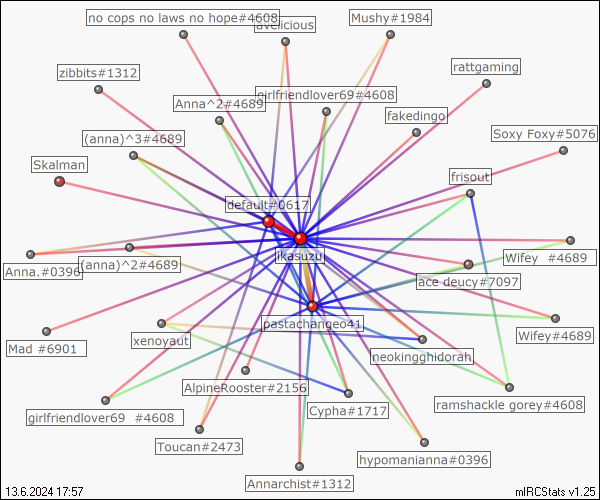 no cops no laws no hope#4608
avelicious
Mushy#1984
zibbits#1312
rattgaming
Anna^2#4689
girlfriendlover69#4608
fakedingo
(anna)^3#4689
Soxy Foxy#5076
Skalman
frisout
default#0617
ikasuzu
Anna.#0396
(anna)^2#4689
Wifey  #4689
ace deucy#7097
pastachangeo41
Mad #6901
xenoyaut
neokingghidorah
Wifey#4689
AlpineRooster#2156
girlfriendlover69  #4608
Cypha#1717
ramshackle gorey#4608
Toucan#2473
hypomanianna#0396
Annarchist#1312
13.6.2024 17:57
mIRCStats v1.25